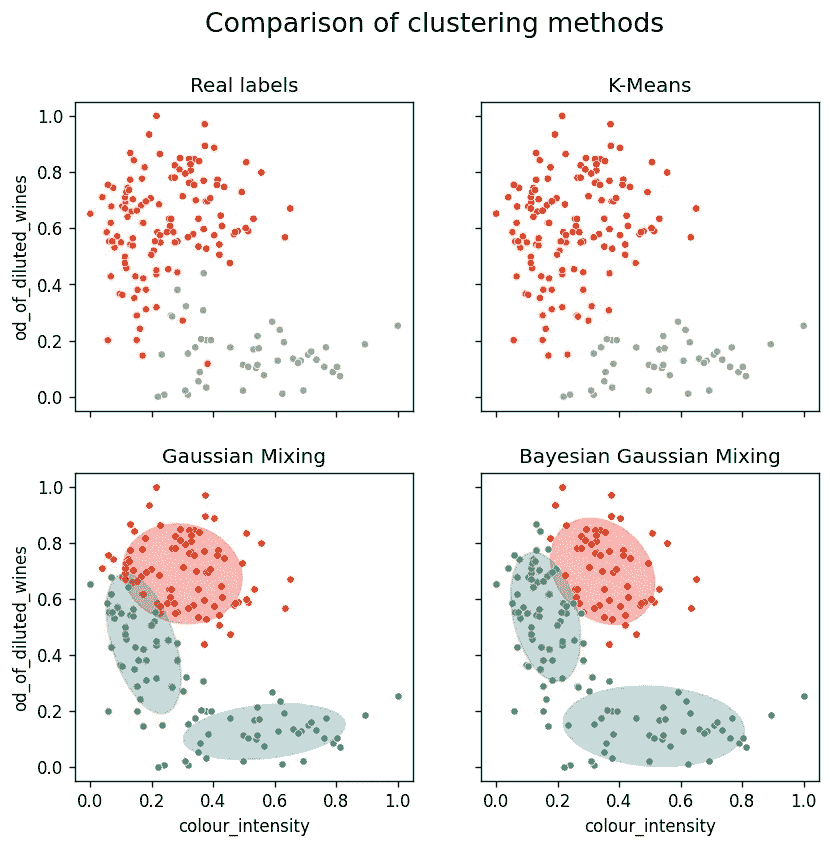 Comparison of clustering methods
Real labels
K-Means
1.0
0.8
0.6
0.4
0.2
0.0
od_of_diluted_wines
Gaussian Mixing
Bayesian Gaussian Mixing
1.0
0.8
0.6
0.4
0.2
0.0
od_of_diluted_wines
0.0 0.2 0.4 0.6 0.8 1.0
colour_intensity
0.0 0.2 0.4 0.6 0.8 1.0
colour_intensity